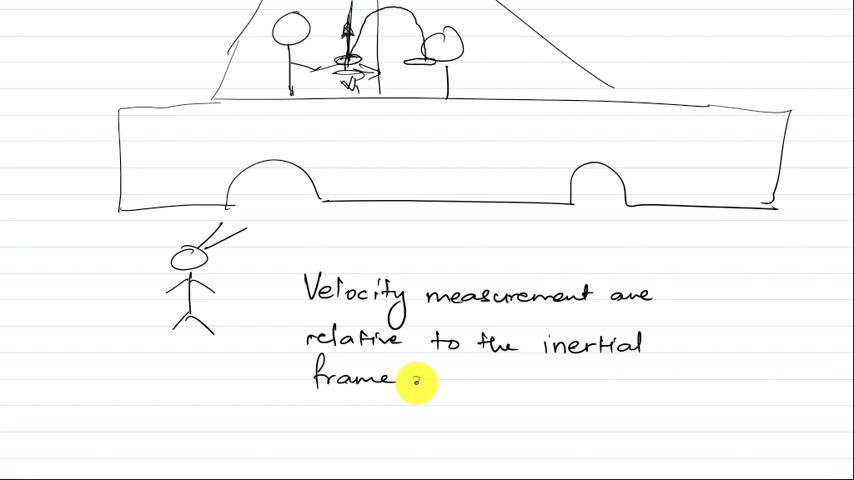 Velocity measurement are
relative to the inertial
frame